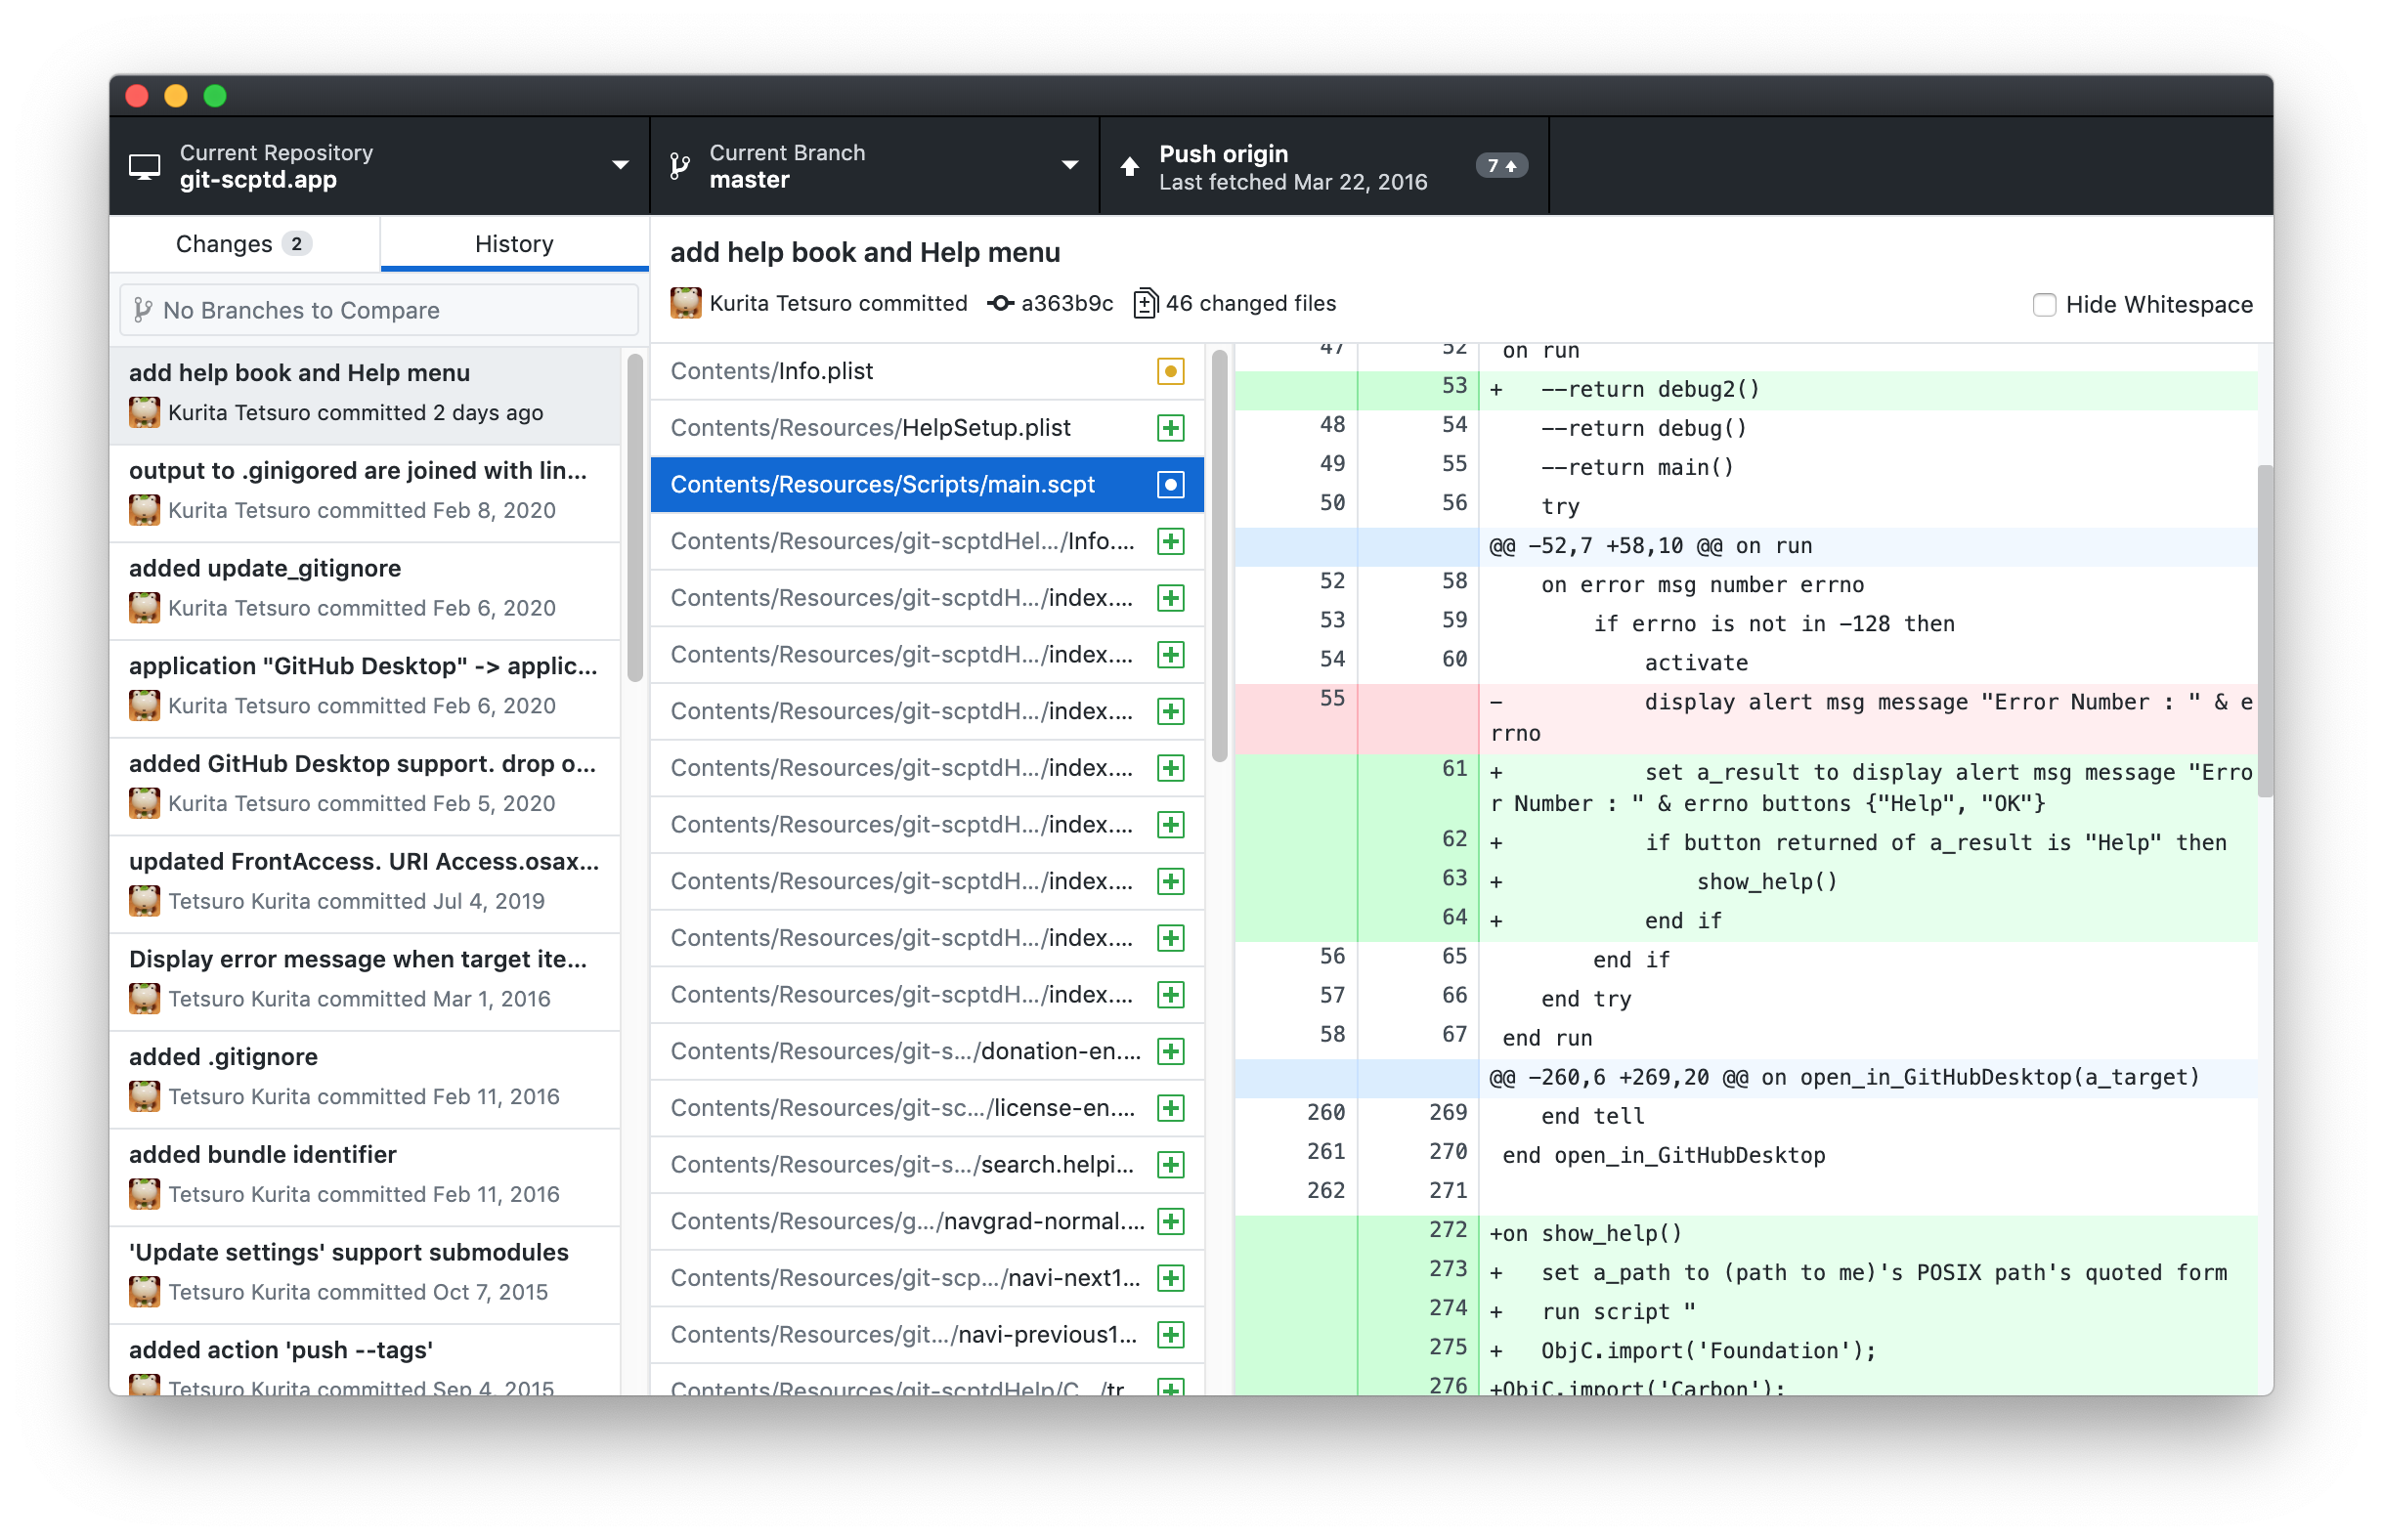 Current Repository
git-scptd.app
Current Branch
master
Push origin
Last fetched Mar 22, 2016
7
Changes 2
History
No Branches to Compare
add help book and Help menu
Kurita Tetsuro committed 2 days ago
output to .ginigored are joined with lin...
Kurita Tetsuro committed Feb 8, 2020
added update_gitignore
Kurita Tetsuro committed Feb 6, 2020
application "GitHub Desktop" -> applic...
Kurita Tetsuro committed Feb 6, 2020
added GitHub Desktop support. drop o...
Kurita Tetsuro committed Feb 5, 2020
updated FrontAccess. URI Access.osax...
Tetsuro Kurita committed Jul 4, 2019
Display error message when target ite...
Tetsuro Kurita committed Mar 1, 2016
added .gitignore
Tetsuro Kurita committed Feb 11, 2016
added bundle identifier
Tetsuro Kurita committed Feb 11, 2016
'Update settings' support submodules
Tetsuro Kurita committed Oct 7, 2015
added action 'push --tags'
Tetsuro Kurita committed Sep 4, 2015
add help book and Help menu
Kurita Tetsuro committed a363b9c 46 changed files
Hide Whitespace
Contents/Info.plist
Contents/Resources/HelpSetup.plist
Contents/Resources/Scripts/main.scpt
Contents/Resources/git-scptdHel.../Info....
Contents/Resources/git-scptdH.../index....
Contents/Resources/git-scptdH.../index....
Contents/Resources/git-scptdH.../index....
Contents/Resources/git-scptdH.../index....
Contents/Resources/git-scptdH.../index....
Contents/Resources/git-scptdH.../index....
Contents/Resources/git-scptdH.../index....
Contents/Resources/git-scptdH.../index....
Contents/Resources/git-s.../donation-en....
Contents/Resources/git-sc.../license-en....
Contents/Resources/git-s.../search.helpi...
Contents/Resources/g.../navgrad-normal....
Contents/Resources/git-scp.../navi-next1...
Contents/Resources/git.../navi-previous1...
Contents/Resources/git-scptdHelp/C.../tr
47 52 on run
53 + --return debug2()
48 54 --return debug()
49 55 --return main()
50 56 try
@@ -52,7 +58,10 @@ on run
52 58 on error msg number errno
53 59 if errno is not in -128 then
54 60 activate
55 - display alert msg message "Error Number : " & e
rrno
61 + set a_result to display alert msg message "Erro
r Number : " & errno buttons {"Help", "OK"}
62 + if button returned of a_result is "Help" then
63 + show_help()
64 + end if
56 65 end if
57 66 end try
58 67 end run
@@ -260,6 +269,20 @@ on open_in_GitHubDesktop(a_target)
260 269 end tell
261 270 end open_in_GitHubDesktop
262 271
272 +on show_help()
273 + set a_path to (path to me)'s POSIX path's quoted form
274 + run script "
275 + ObjC.import('Foundation');
276 +ObjC.import('Carbon');